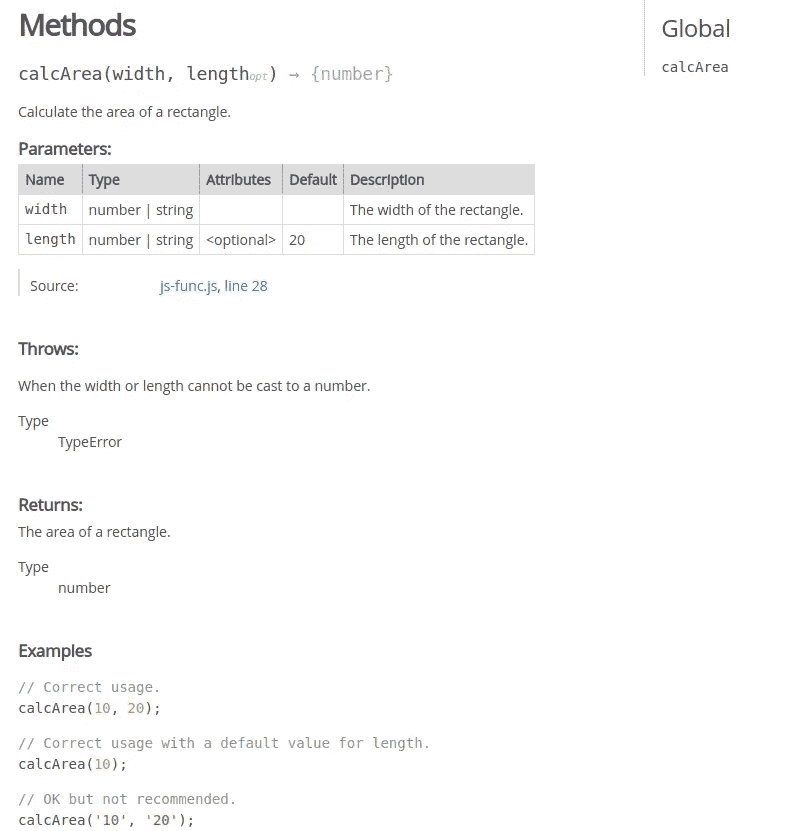 Methods
calcArea(width, lengthopt) → {number}
Calculate the area of a rectangle.
Parameters:
Name Type Attributes Default Description
width number | string The width of the rectangle.
length number | string <optional> 20 The length of the rectangle.
Source: js-func.js, line 28
Throws:
When the width or length cannot be cast to a number.
Type
TypeError
Returns:
The area of a rectangle.
Type
number
Examples
// Correct usage.
calcArea(10, 20);
// Correct usage with a default value for length.
calcArea(10);
// OK but not recommended.
calcArea('10', '20');
Global
calcArea